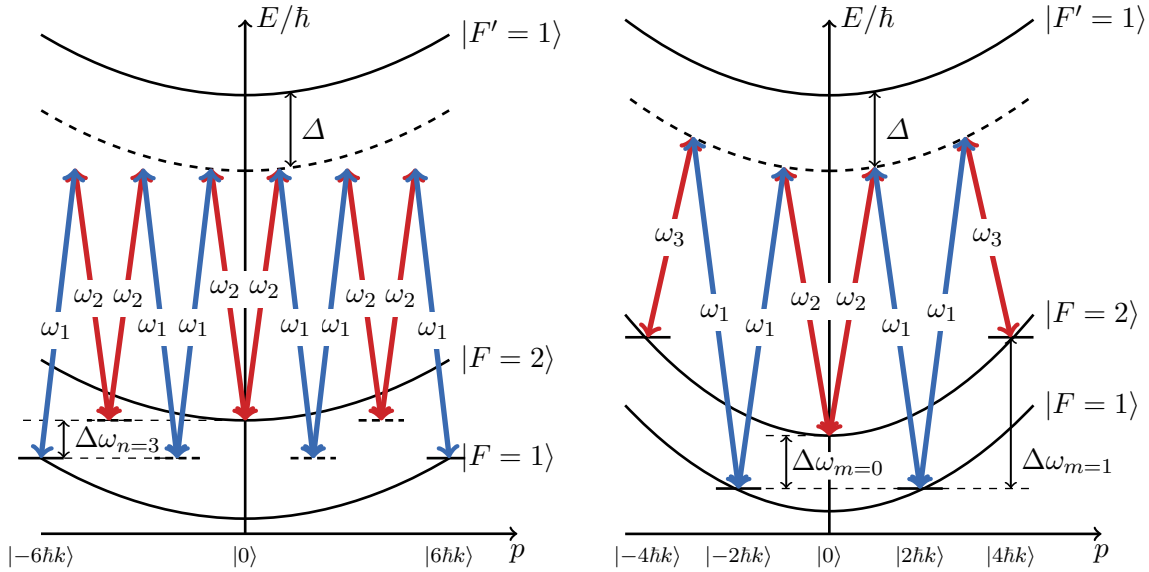 E/ℏ
|F′ = 1⟩
Δ
ω₂ ω₂ ω₂ ω₂ ω₂ ω₂
ω₁ ω₁ ω₁ ω₁ ω₁ ω₁
|F = 2⟩
Δωₙ₌₃
|F = 1⟩
|−6ℏk⟩ |0⟩ |6ℏk⟩ p
E/ℏ
|F′ = 1⟩
Δ
ω₃ ω₃
ω₁ ω₁ ω₂ ω₂ ω₁ ω₁
|F = 2⟩
|F = 1⟩
Δωₘ₌₀ Δωₘ₌₁
|−4ℏk⟩ |−2ℏk⟩ |0⟩ |2ℏk⟩ |4ℏk⟩ p